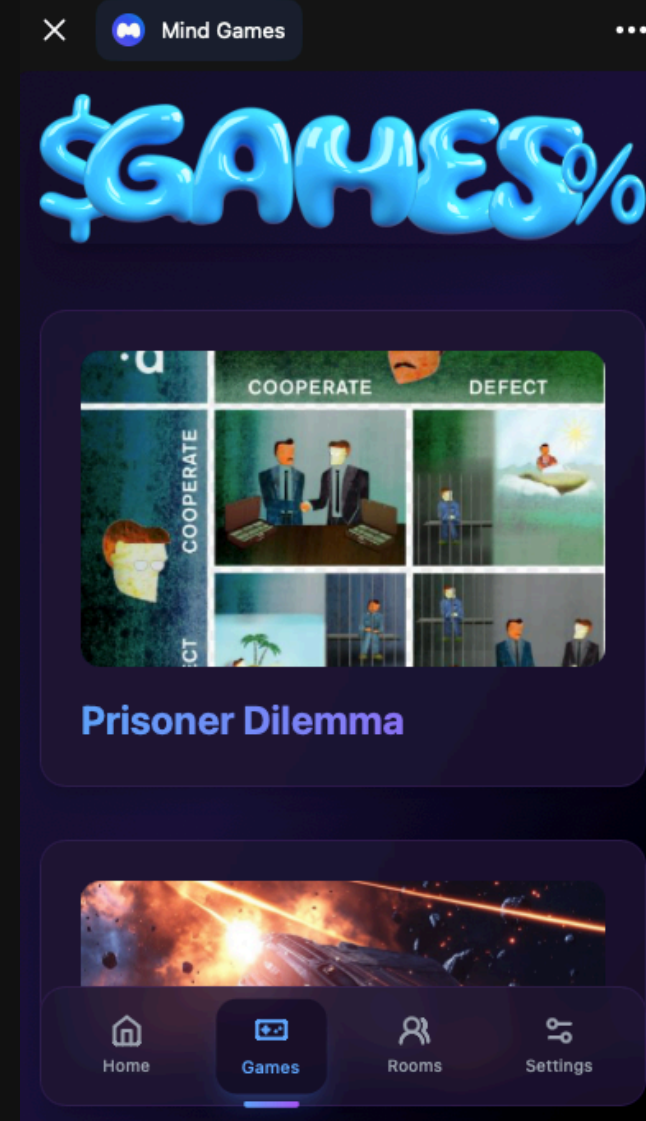 Mind Games
$GAMES%
COOPERATE
DEFECT
COOPERATE
Prisoner Dilemma
Home
Games
Rooms
Settings